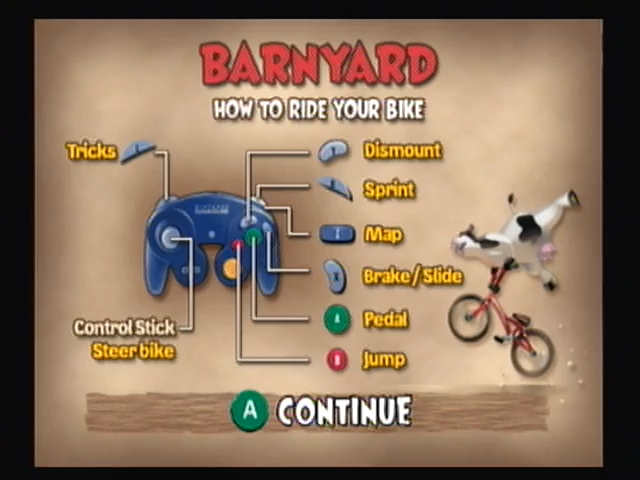 BARNYARD
HOW TO RIDE YOUR BIKE
Tricks
Dismount
Sprint
Map
Brake/Slide
Control Stick
Steer bike
A
Pedal
B
Jump
A CONTINUE